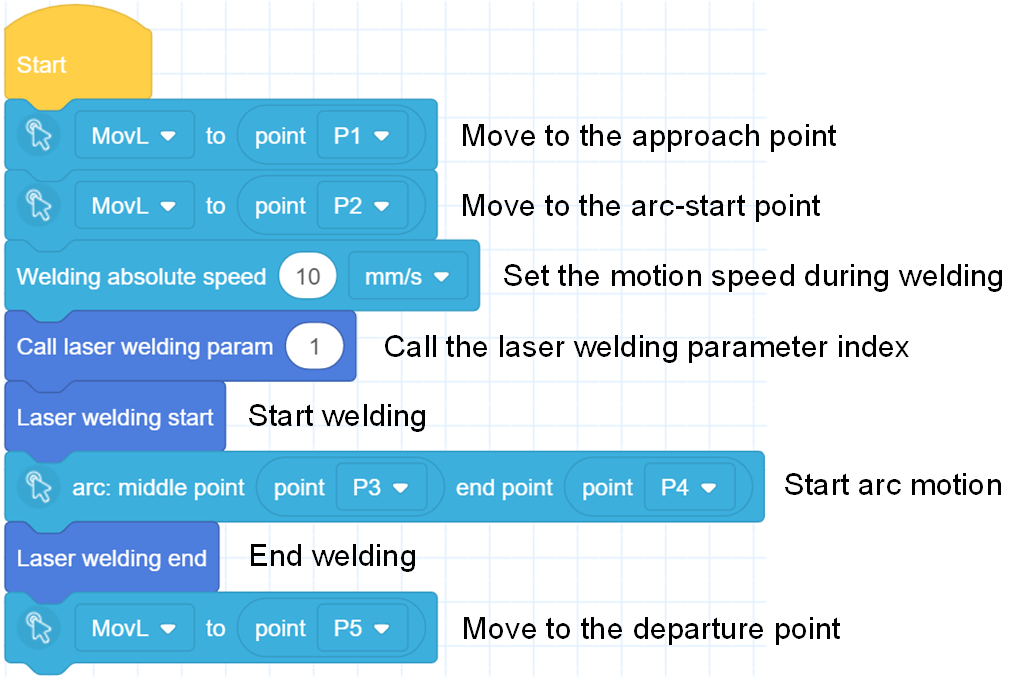 Start
MovL to point P1 Move to the approach point
MovL to point P2 Move to the arc-start point
Welding absolute speed 10 mm/s Set the motion speed during welding
Call laser welding param 1 Call the laser welding parameter index
Laser welding start Start welding
arc: middle point point P3 end point point P4 Start arc motion
Laser welding end End welding
MovL to point P5 Move to the departure point